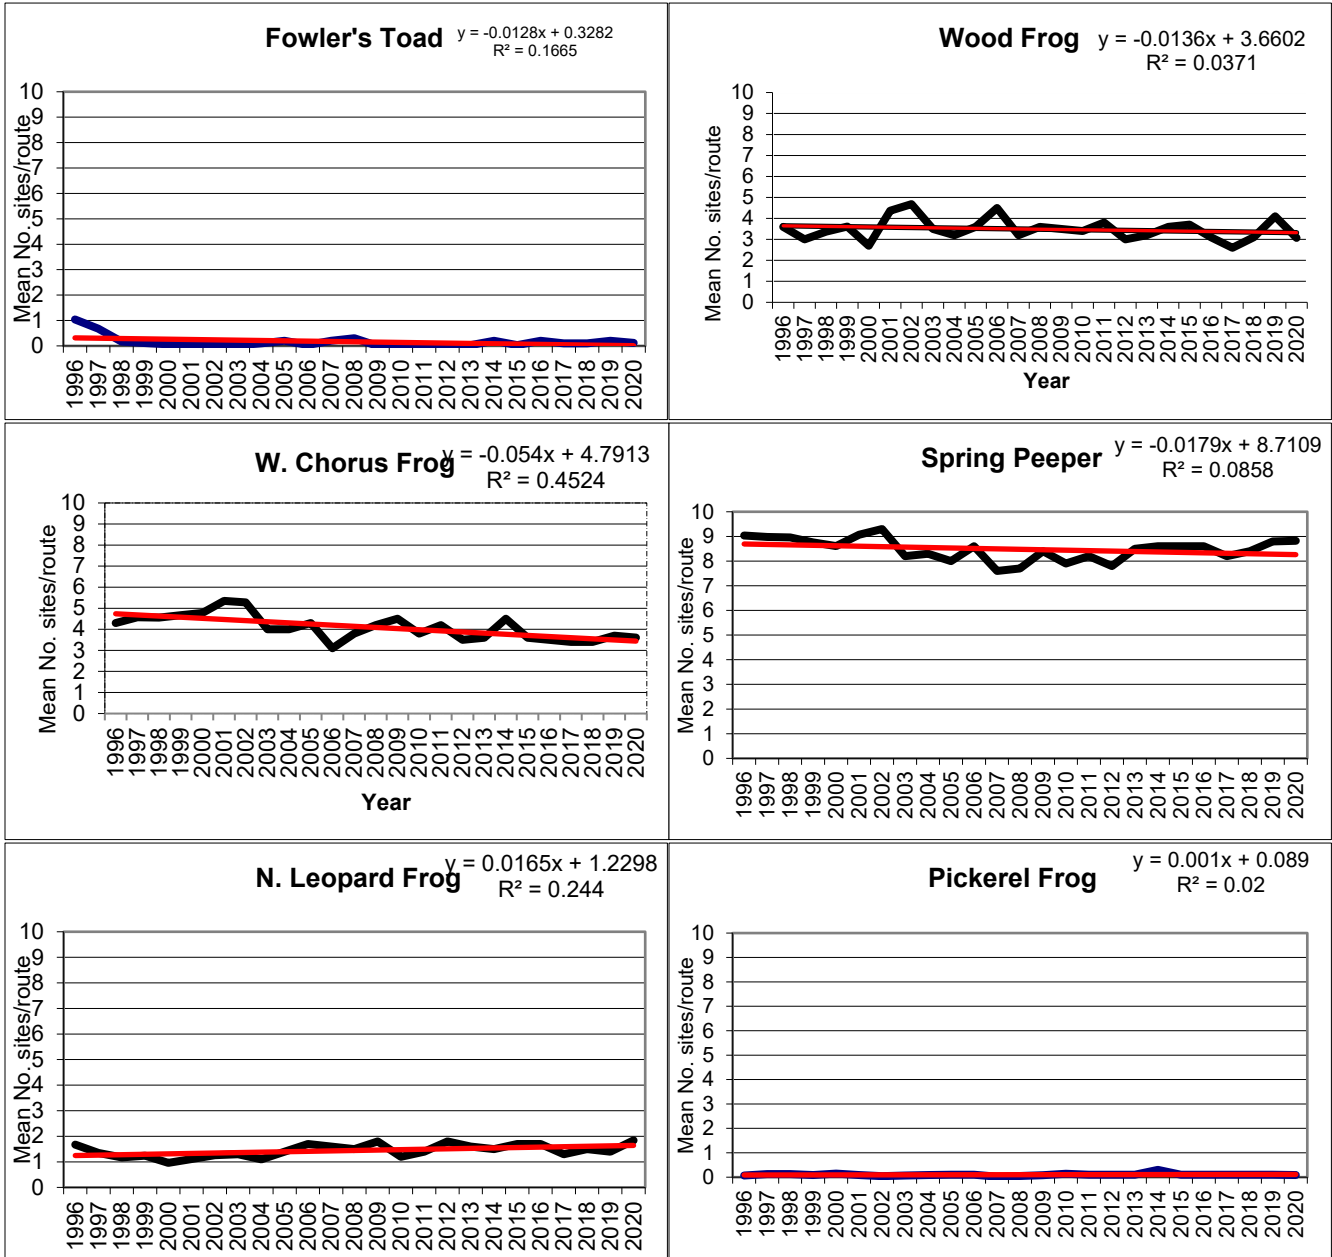 Fowler's Toad
y = -0.0128x + 0.3282
R² = 0.1665
Mean No. sites/route
10
9
8
7
6
5
4
3
2
1
0
1996 1997 1998 1999 2000 2001 2002 2003 2004 2005 2006 2007 2008 2009 2010 2011 2012 2013 2014 2015 2016 2017 2018 2019 2020
Wood Frog
y = -0.0136x + 3.6602
R² = 0.0371
Mean No. sites/route
10
9
8
7
6
5
4
3
2
1
0
1996 1997 1998 1999 2000 2001 2002 2003 2004 2005 2006 2007 2008 2009 2010 2011 2012 2013 2014 2015 2016 2017 2018 2019 2020
Year
W. Chorus Frog
y = -0.054x + 4.7913
R² = 0.4524
Mean No. sites/route
10
9
8
7
6
5
4
3
2
1
0
1996 1997 1998 1999 2000 2001 2002 2003 2004 2005 2006 2007 2008 2009 2010 2011 2012 2013 2014 2015 2016 2017 2018 2019 2020
Year
Spring Peeper
y = -0.0179x + 8.7109
R² = 0.0858
Mean No. sites/route
10
9
8
7
6
5
4
3
2
1
0
1996 1997 1998 1999 2000 2001 2002 2003 2004 2005 2006 2007 2008 2009 2010 2011 2012 2013 2014 2015 2016 2017 2018 2019 2020
N. Leopard Frog
y = 0.0165x + 1.2298
R² = 0.244
Mean No. sites/route
10
9
8
7
6
5
4
3
2
1
0
1996 1997 1998 1999 2000 2001 2002 2003 2004 2005 2006 2007 2008 2009 2010 2011 2012 2013 2014 2015 2016 2017 2018 2019 2020
Pickerel Frog
y = 0.001x + 0.089
R² = 0.02
Mean No. sites/route
10
9
8
7
6
5
4
3
2
1
0
1996 1997 1998 1999 2000 2001 2002 2003 2004 2005 2006 2007 2008 2009 2010 2011 2012 2013 2014 2015 2016 2017 2018 2019 2020